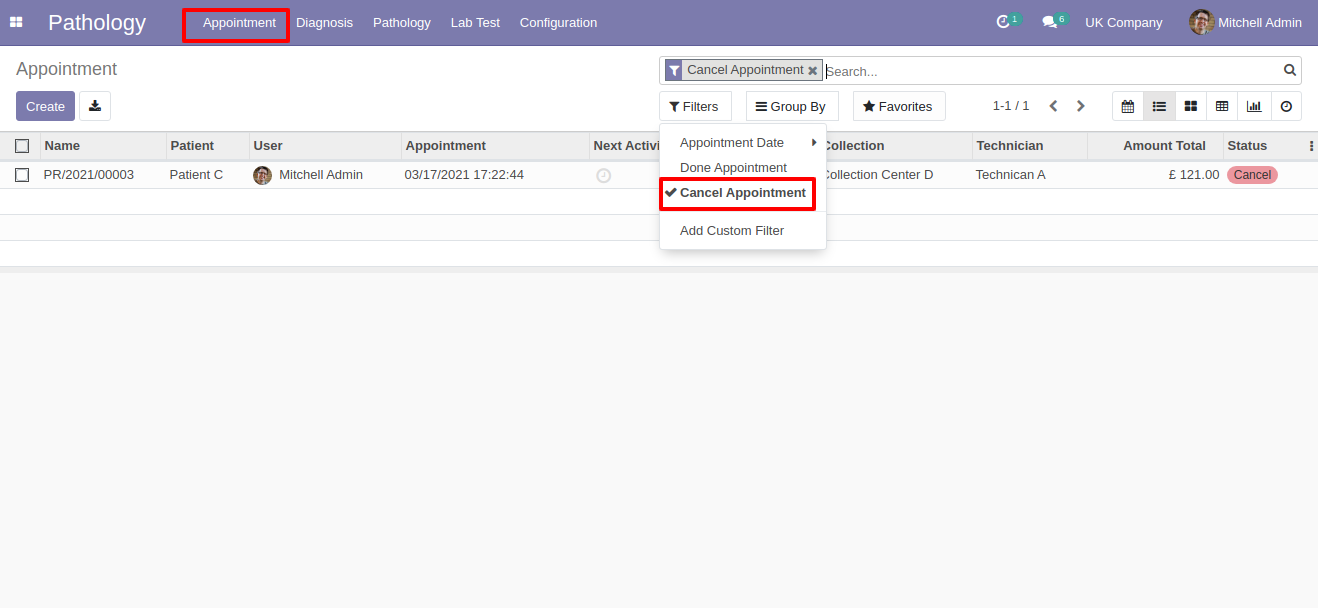 Pathology Appointment Diagnosis Pathology Lab Test Configuration 1 6 UK Company Mitchell Admin
Appointment
Cancel Appointment Search...
Create Filters Group By Favorites 1-1 / 1
Name Patient User Appointment Next Activi Collection Technician Amount Total Status
PR/2021/00003 Patient C Mitchell Admin 03/17/2021 17:22:44 Collection Center D Technican A £ 121.00 Cancel
Appointment Date
Done Appointment
Cancel Appointment
Add Custom Filter